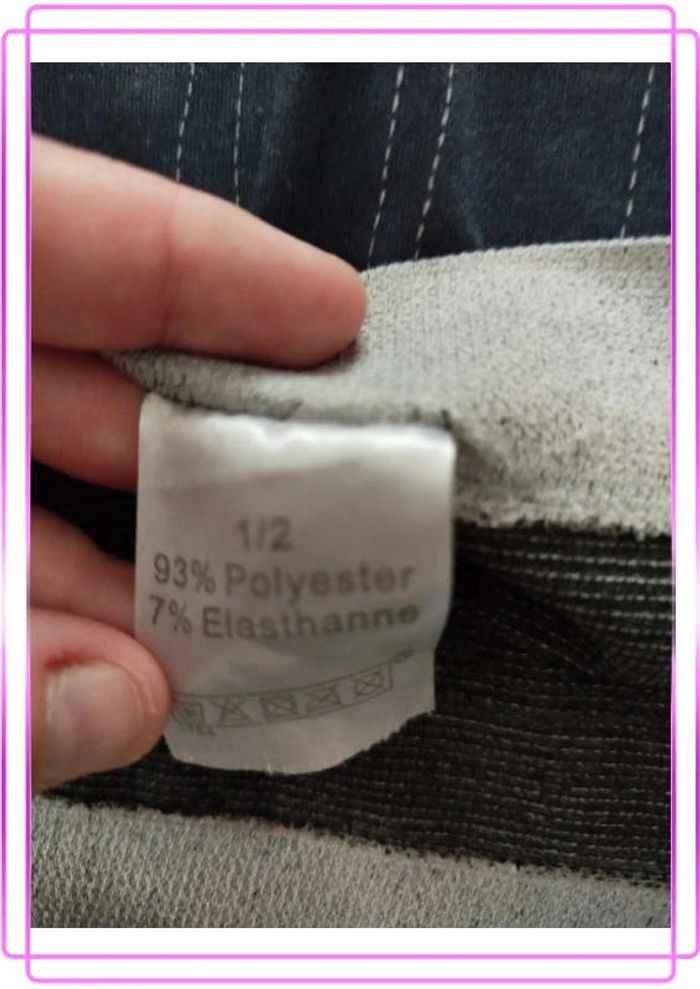 1/2
93% Polyester
7% Elasthanne